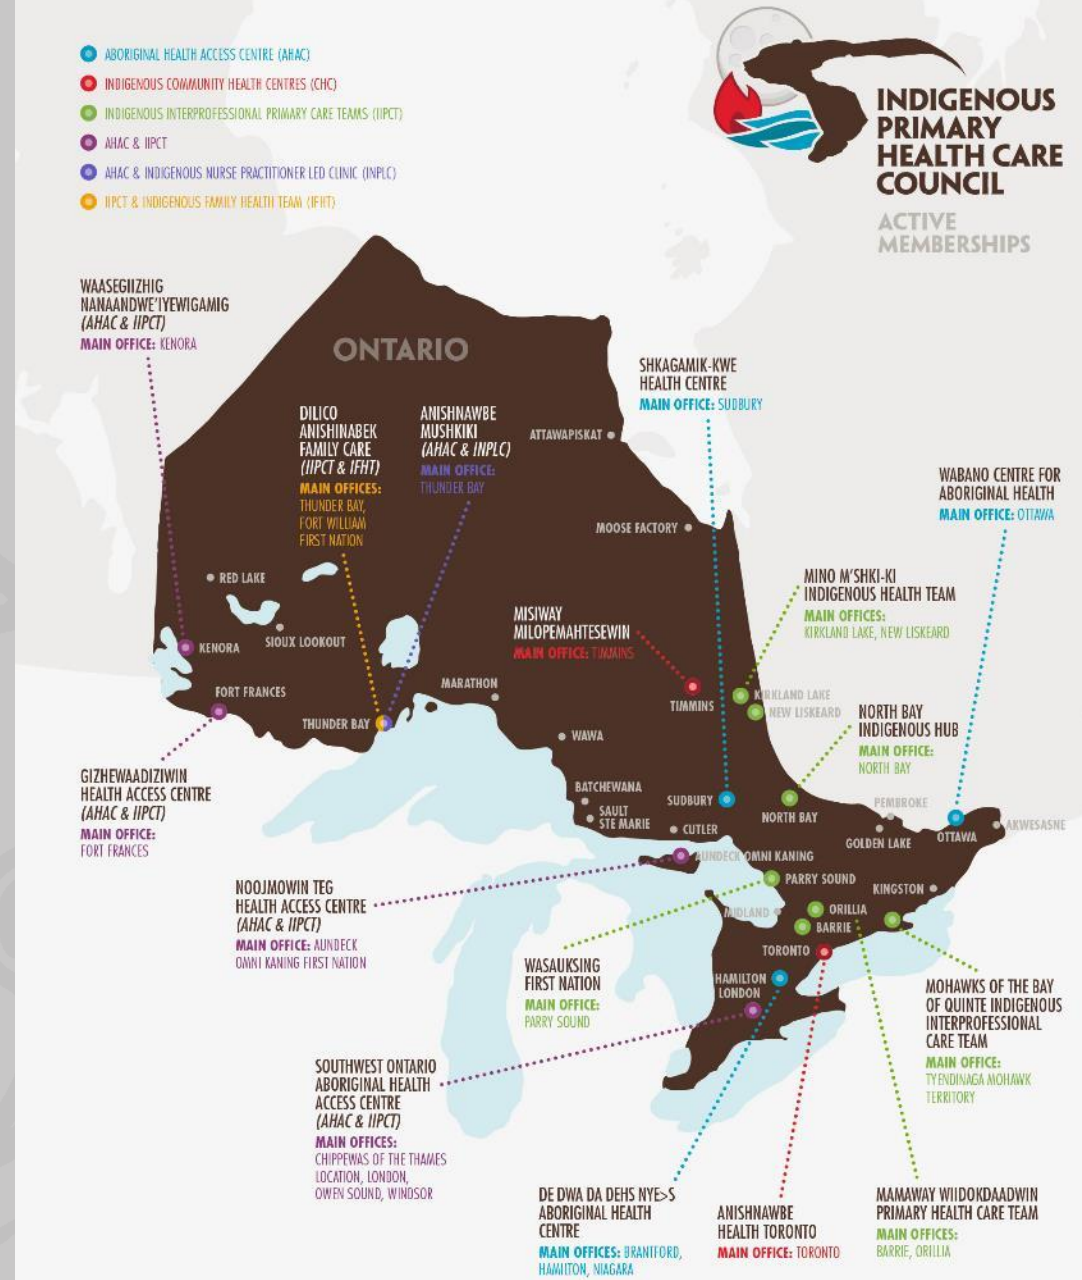 ABORIGINAL HEALTH ACCESS CENTRE (AHAC)
INDIGENOUS COMMUNITY HEALTH CENTRES (CHC)
INDIGENOUS INTERPROFESSIONAL PRIMARY CARE TEAMS (IIPCT)
AHAC & IIPCT
AHAC & INDIGENOUS NURSE PRACTITIONER LED CLINIC (INPLC)
IIPCT & INDIGENOUS FAMILY HEALTH TEAM (IFHT)
INDIGENOUS
PRIMARY
HEALTH CARE
COUNCIL
ACTIVE
MEMBERSHIPS
WAASEGIIZHIG
NANAANDWE'IYEWIGAMIG
(AHAC & IIPCT)
MAIN OFFICE: KENORA
ONTARIO
SHKAGAMIK-KWE
HEALTH CENTRE
MAIN OFFICE: SUDBURY
DILICO
ANISHINABEK
FAMILY CARE
(IIPCT & IFHT)
MAIN OFFICES:
THUNDER BAY,
FORT WILLIAM
FIRST NATION
ANISHNAWBE
MUSHKIKI
(AHAC & INPLC)
MAIN OFFICE:
THUNDER BAY
ATTAWAPISKAT
WABANO CENTRE FOR
ABORIGINAL HEALTH
MAIN OFFICE: OTTAWA
MOOSE FACTORY
RED LAKE
MINO M'SHKI-KI
INDIGENOUS HEALTH TEAM
MAIN OFFICES:
KIRKLAND LAKE, NEW LISKEARD
MISIWAY
MILOPEMAHTESEWIN
MAIN OFFICE: TIMMINS
SIOUX LOOKOUT
KENORA
FORT FRANCES
MARATHON
TIMMINS
KIRKLAND LAKE
NEW LISKEARD
THUNDER BAY
WAWA
NORTH BAY
INDIGENOUS HUB
MAIN OFFICE:
NORTH BAY
GIZHEWAADIZIWIN
HEALTH ACCESS CENTRE
(AHAC & IIPCT)
MAIN OFFICE:
FORT FRANCES
BATCHEWANA
SAULT
STE MARIE
SUDBURY
CUTLER
NORTH BAY
PEMBROKE
GOLDEN LAKE
OTTAWA
AKWESASNE
AUNDECK OMNI KANING
PARRY SOUND
KINGSTON
MIDLAND
ORILLIA
BARRIE
TORONTO
HAMILTON
LONDON
NOOJMOWIN TEG
HEALTH ACCESS CENTRE
(AHAC & IIPCT)
MAIN OFFICE: AUNDECK
OMNI KANING FIRST NATION
WASAUKSING
FIRST NATION
MAIN OFFICE:
PARRY SOUND
MOHAWKS OF THE BAY
OF QUINTE INDIGENOUS
INTERPROFESSIONAL
CARE TEAM
MAIN OFFICE:
TYENDINAGA MOHAWK
TERRITORY
SOUTHWEST ONTARIO
ABORIGINAL HEALTH
ACCESS CENTRE
(AHAC & IIPCT)
MAIN OFFICES:
CHIPPEWAS OF THE THAMES
LOCATION, LONDON,
OWEN SOUND, WINDSOR
DE DWA DA DEHS NYE>S
ABORIGINAL HEALTH
CENTRE
MAIN OFFICES: BRANTFORD,
HAMILTON, NIAGARA
ANISHNAWBE
HEALTH TORONTO
MAIN OFFICE: TORONTO
MAMAWAY WIIDOKDAADWIN
PRIMARY HEALTH CARE TEAM
MAIN OFFICES:
BARRIE, ORILLIA